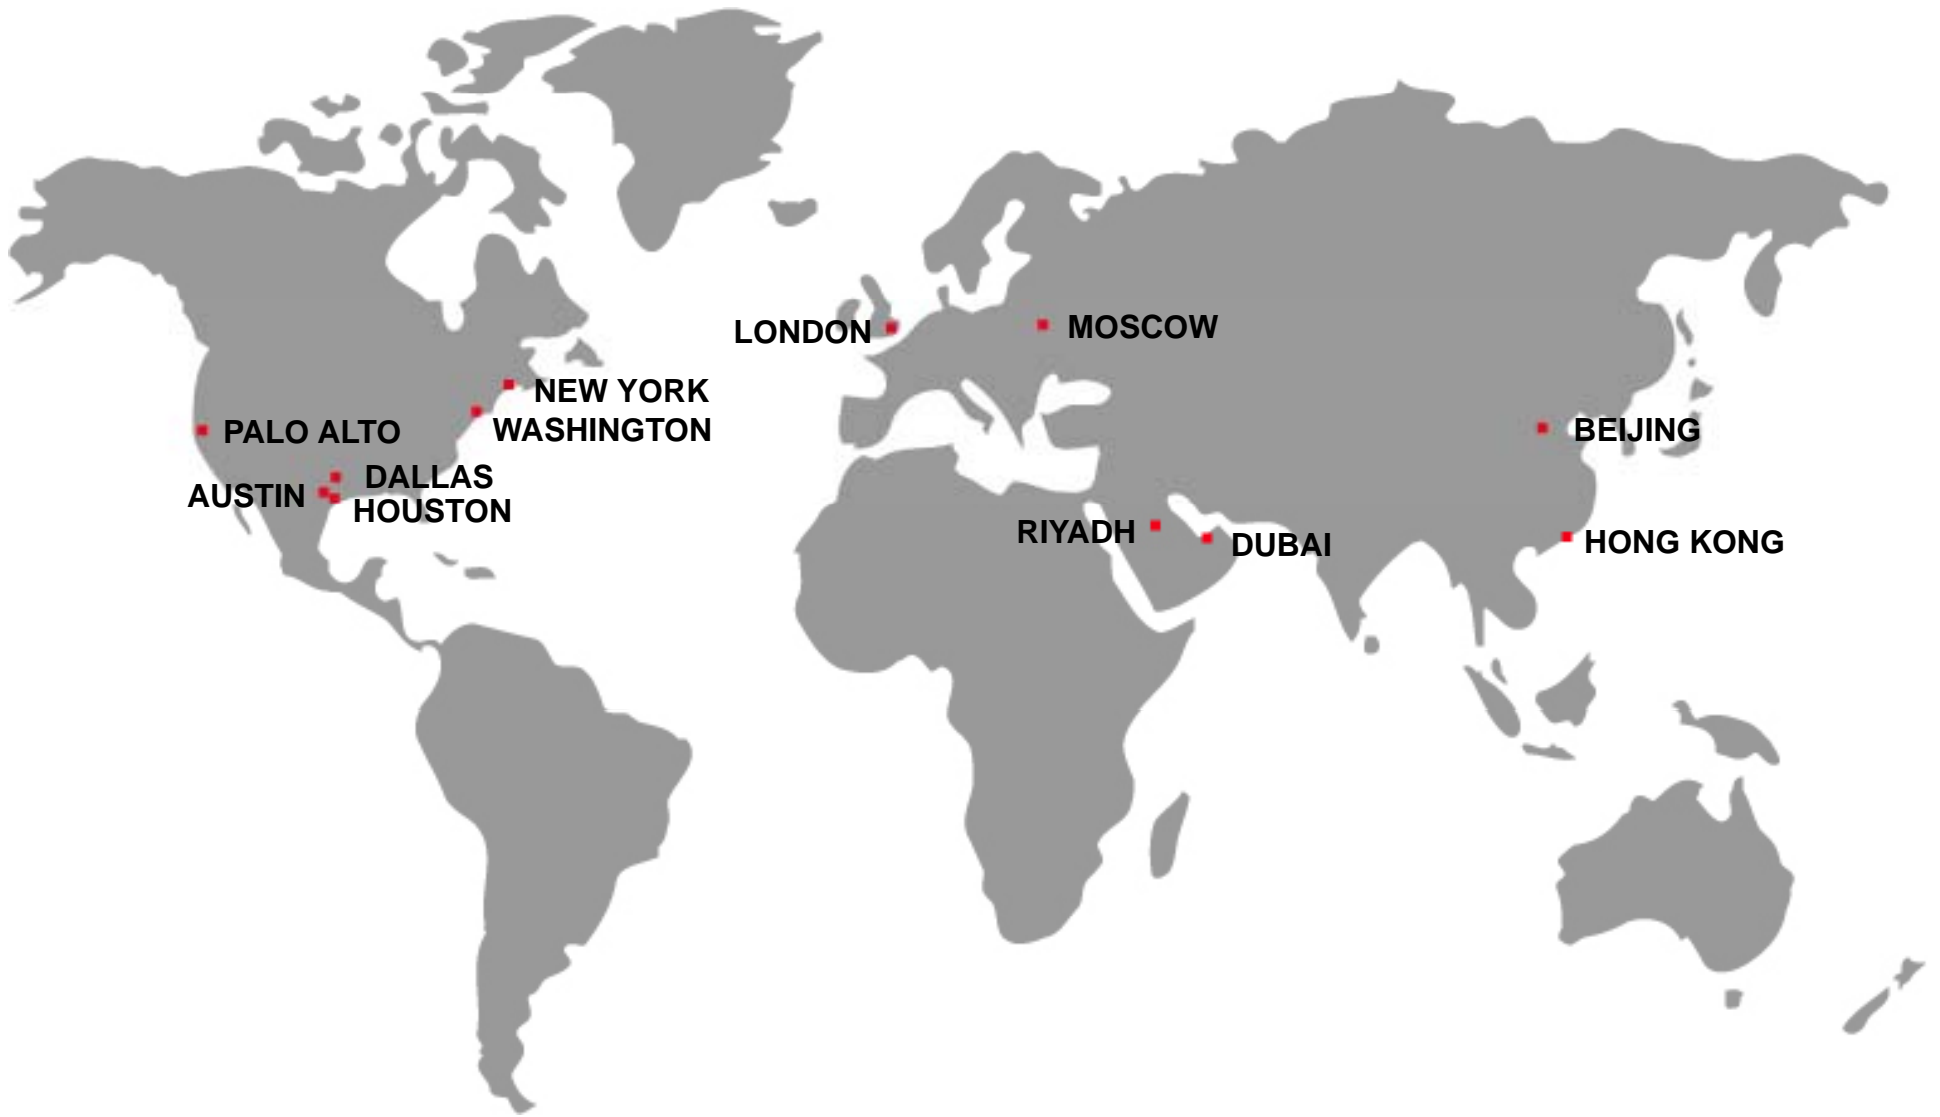 LONDON
MOSCOW
NEW YORK
WASHINGTON
PALO ALTO
BEIJING
DALLAS
AUSTIN
HOUSTON
RIYADH
DUBAI
HONG KONG